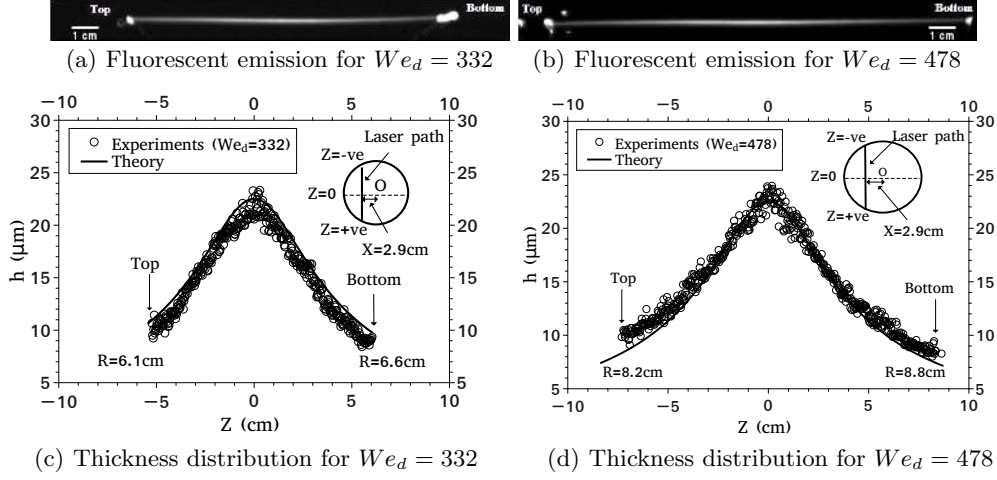 Top
Bottom
1 cm
Top
Bottom
1 cm
(a) Fluorescent emission for We_d = 332
(b) Fluorescent emission for We_d = 478
−10 −5 0 5 10
30
25
20
15
10
5
h (μm)
Experiments (We_d=332)
Theory
Z=-ve
Laser path
Z=0
O
Z=+ve
X=2.9cm
Top
Bottom
R=6.1cm
R=6.6cm
30
25
20
15
10
5
−10 −5 0 5 10
Z (cm)
−10 −5 0 5 10
30
25
20
15
10
5
h (μm)
Experiments (We_d=478)
Theory
Z=-ve
Laser path
Z=0
O
Z=+ve
X=2.9cm
Top
Bottom
R=8.2cm
R=8.8cm
30
25
20
15
10
5
−10 −5 0 5 10
Z (cm)
(c) Thickness distribution for We_d = 332
(d) Thickness distribution for We_d = 478